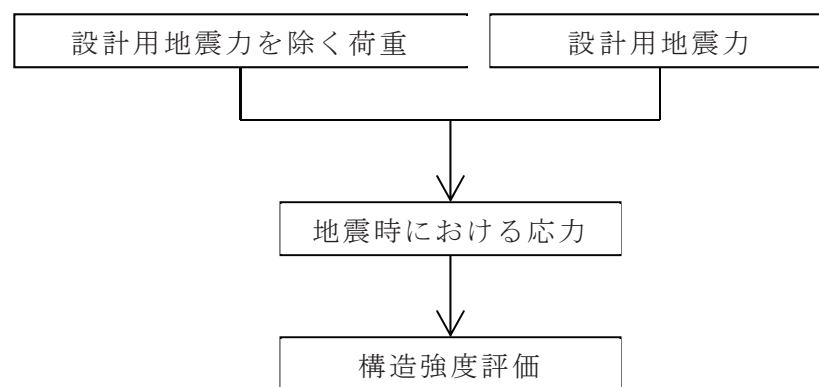 設計用地震力を除く荷重
設計用地震力
地震時における応力
構造強度評価